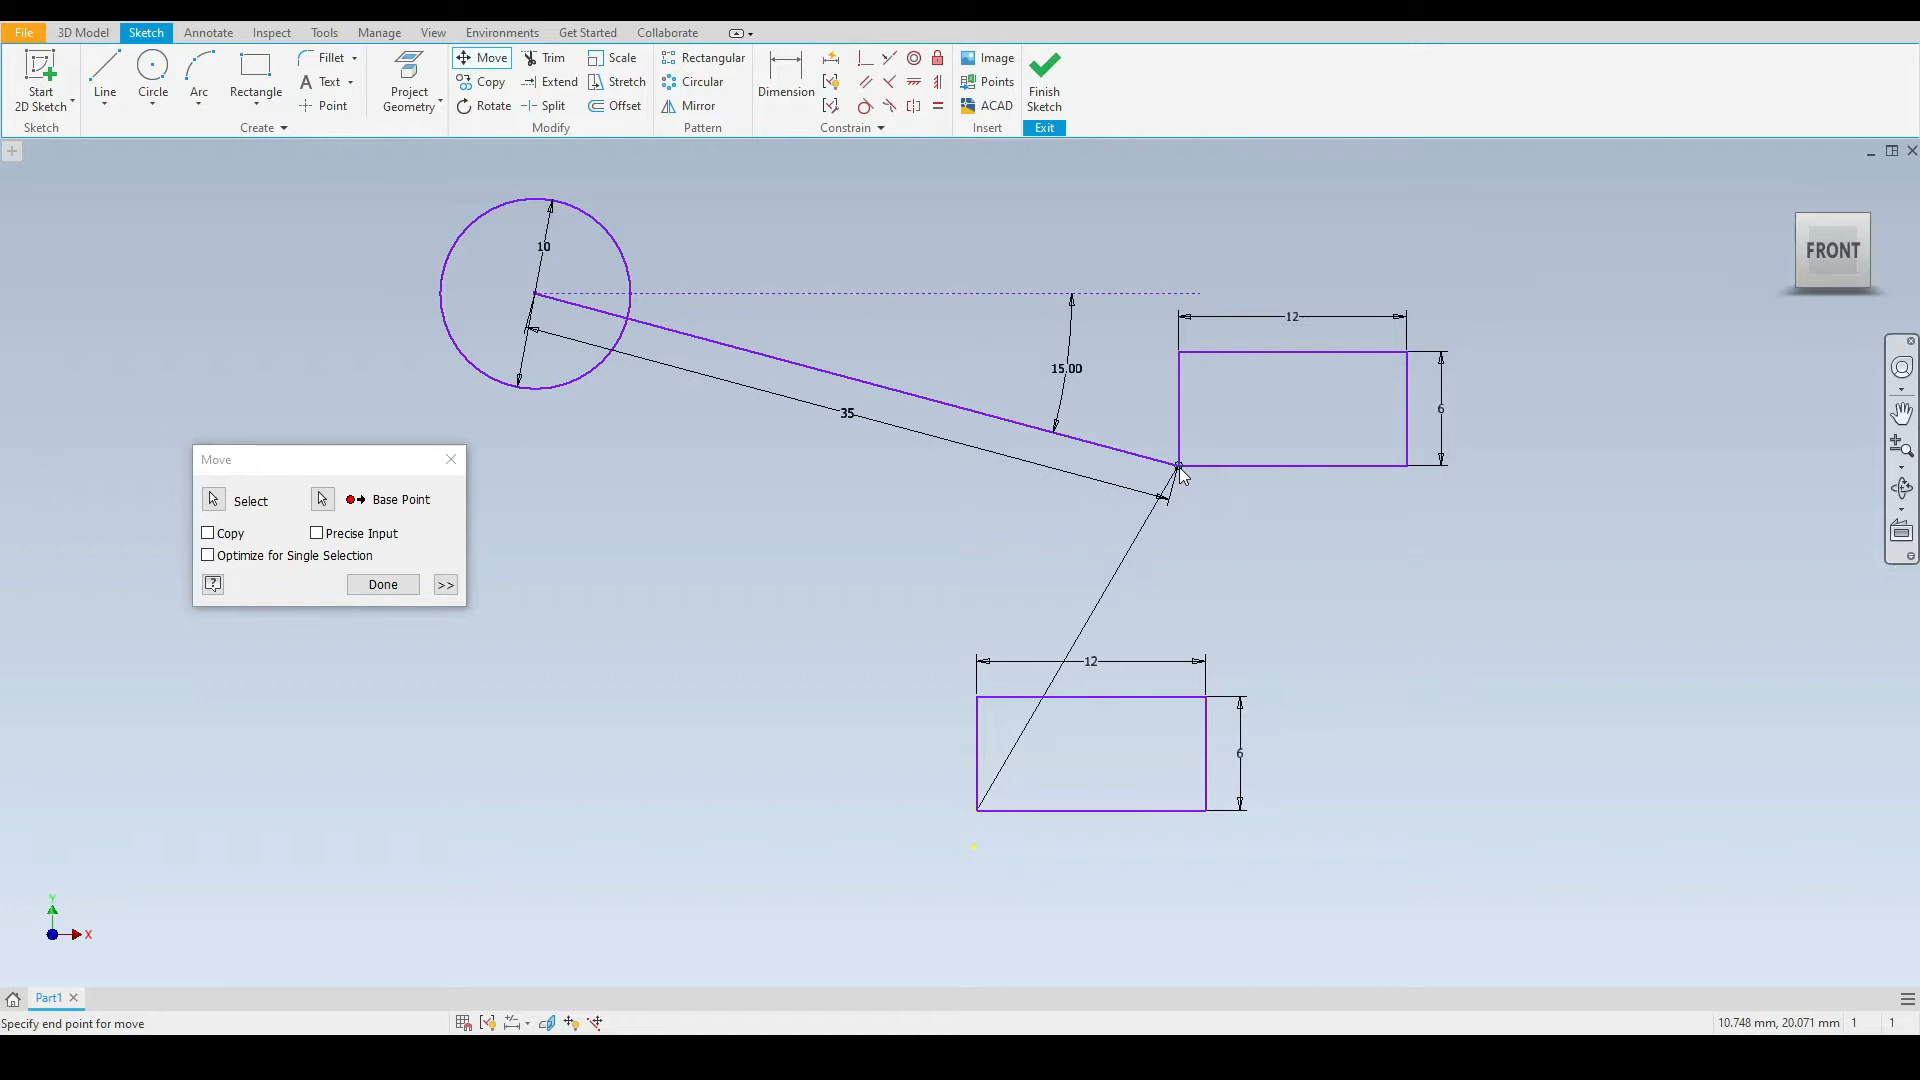 File 3D Model Sketch Annotate Inspect Tools Manage View Environments Get Started Collaborate
Start 2D Sketch
Line
Circle
Arc
Rectangle
Fillet
Text
Point
Project Geometry
Move
Copy
Rotate
Trim
Extend
Split
Scale
Stretch
Offset
Rectangular
Circular
Mirror
Dimension
Image
Points
ACAD
Finish Sketch
Sketch Create Modify Pattern Constrain Insert Exit
FRONT
10
12
15.00
6
35
Move
Select Base Point
Copy Precise Input
Optimize for Single Selection
Done >>
12
6
Y
X
Part1
Specify end point for move
10.748 mm, 20.071 mm 1 1